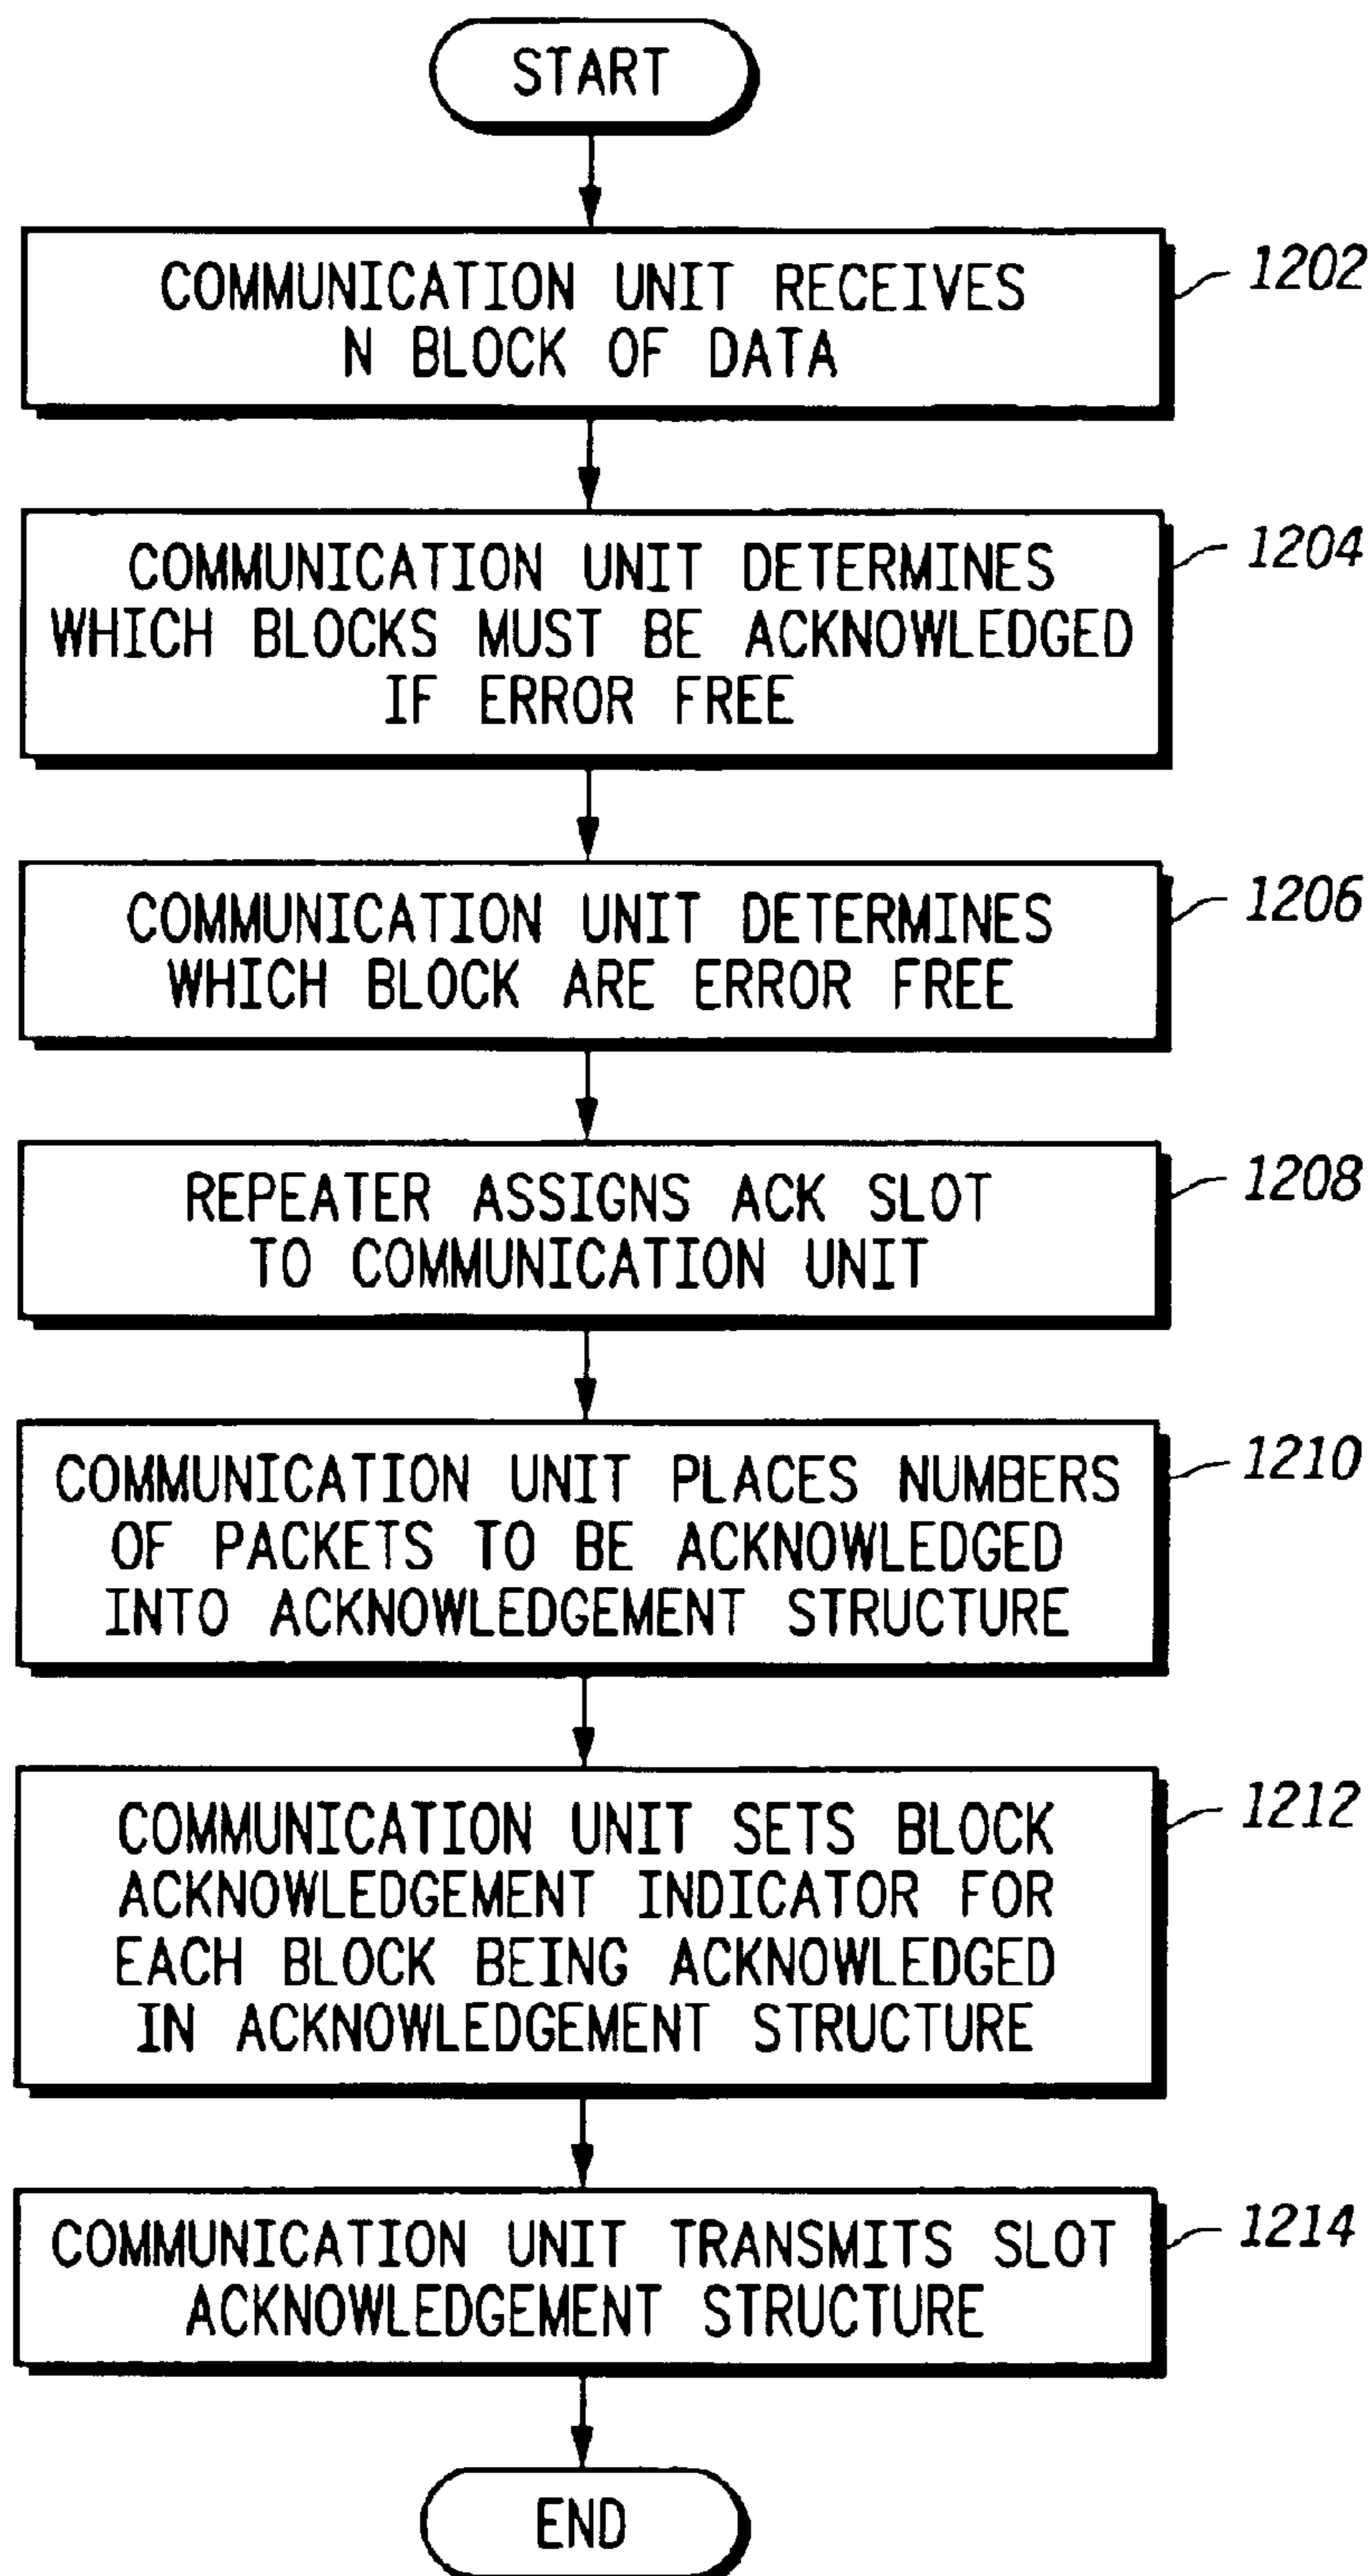 START
COMMUNICATION UNIT RECEIVES
N BLOCK OF DATA
1202
COMMUNICATION UNIT DETERMINES
WHICH BLOCKS MUST BE ACKNOWLEDGED
IF ERROR FREE
1204
COMMUNICATION UNIT DETERMINES
WHICH BLOCK ARE ERROR FREE
1206
REPEATER ASSIGNS ACK SLOT
TO COMMUNICATION UNIT
1208
COMMUNICATION UNIT PLACES NUMBERS
OF PACKETS TO BE ACKNOWLEDGED
INTO ACKNOWLEDGEMENT STRUCTURE
1210
COMMUNICATION UNIT SETS BLOCK
ACKNOWLEDGEMENT INDICATOR FOR
EACH BLOCK BEING ACKNOWLEDGED
IN ACKNOWLEDGEMENT STRUCTURE
1212
COMMUNICATION UNIT TRANSMITS SLOT
ACKNOWLEDGEMENT STRUCTURE
1214
END